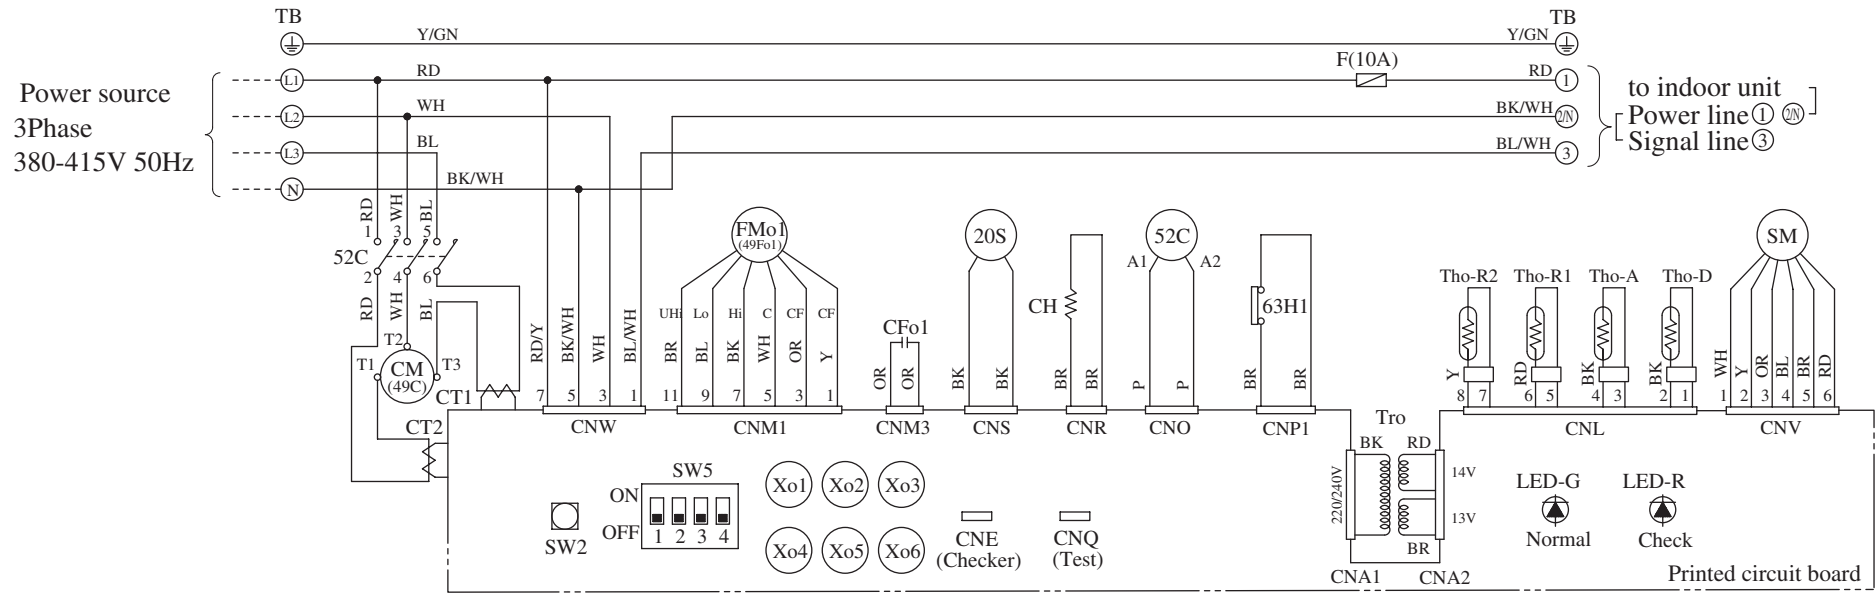 TB
Y/GN
Y/GN
TB
Power source
3Phase
380-415V 50Hz
L1
RD
F(10A)
RD
1
L2
WH
BK/WH
2/N
L3
BL
BL/WH
3
N
BK/WH
to indoor unit
Power line 1 2/N
Signal line 3
RD
WH
BL
1
3
5
52C
2
4
6
RD
WH
BL
T1
T2
T3
CM
(49C)
CT1
CT2
RD/Y
BK/WH
WH
BL/WH
7
5
3
1
CNW
FMo1
(49Fo1)
UHi
Lo
Hi
C
CF
CF
BR
BL
BK
WH
OR
Y
11
9
7
5
3
1
CNM1
CFo1
OR
OR
CNM3
20S
BK
BK
CNS
CH
BR
BR
CNR
52C
A1
A2
P
P
CNO
63H1
BR
BR
CNP1
Tho-R2
Tho-R1
Tho-A
Tho-D
Y
RD
BK
BK
8
7
6
5
4
3
2
1
CNL
SM
WH
Y
OR
BL
BR
RD
1
2
3
4
5
6
CNV
Tro
BK
RD
220/240V
14V
13V
BR
CNA1
CNA2
SW2
SW5
ON
OFF
1
2
3
4
Xo1
Xo2
Xo3
Xo4
Xo5
Xo6
CNE
(Checker)
CNQ
(Test)
LED-G
Normal
LED-R
Check
Printed circuit board